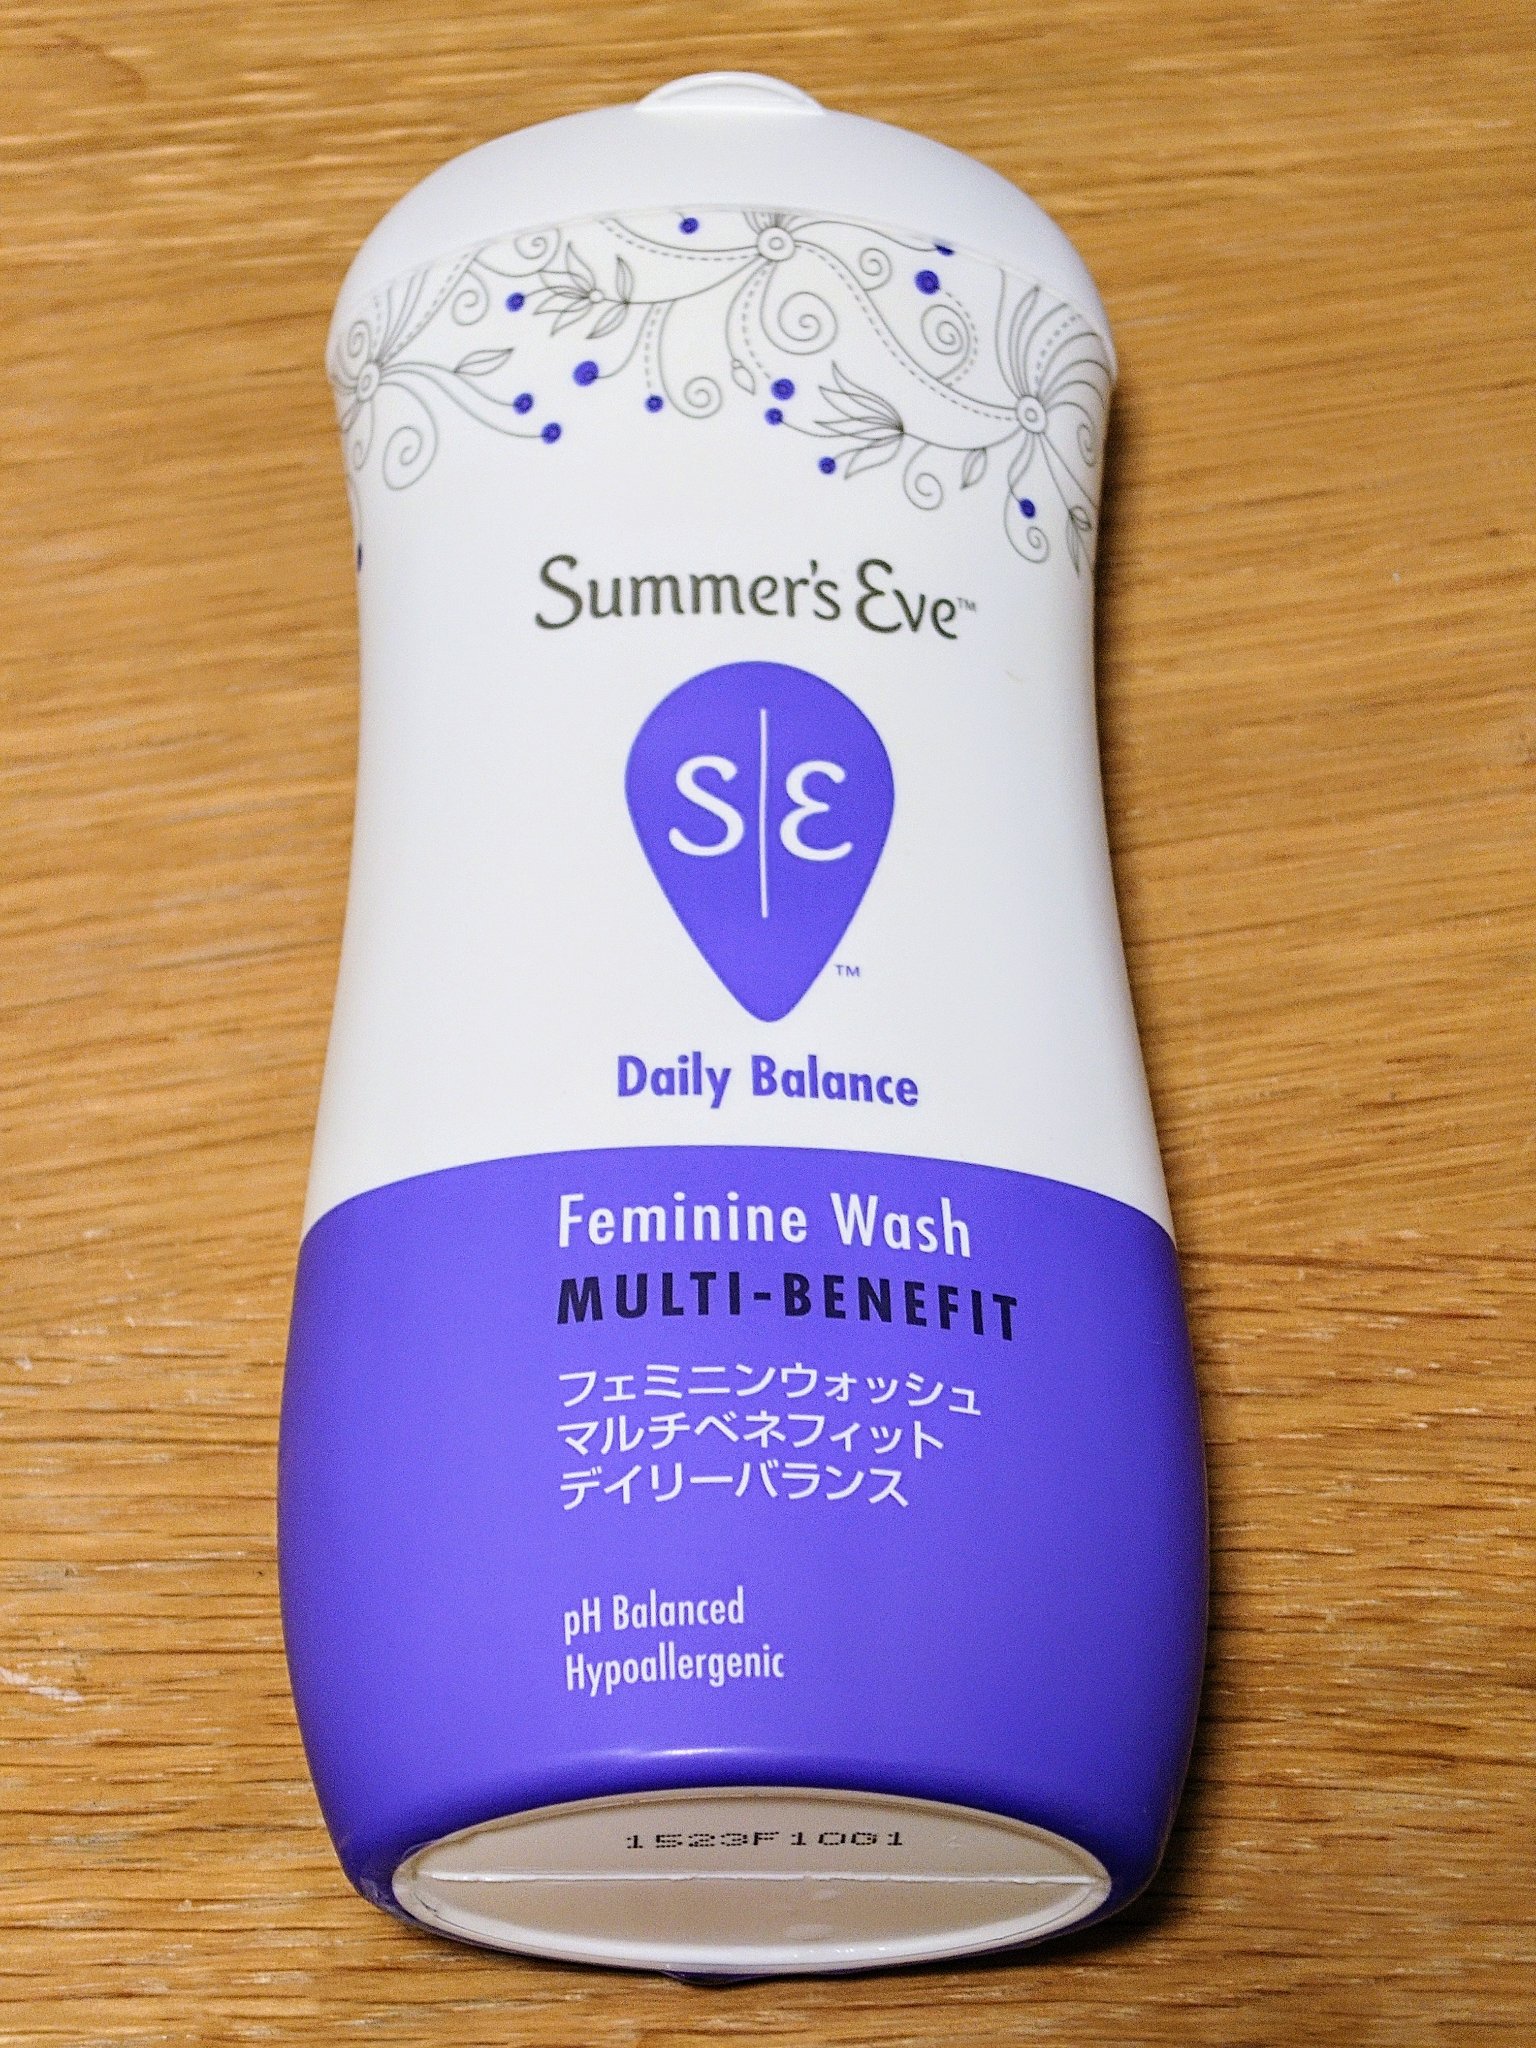 Summer's Eve™
S|E
™
Daily Balance
Feminine Wash
MULTI-BENEFIT
フェミニンウォッシュ
マルチベネフィット
デイリーバランス
pH Balanced
Hypoallergenic
1523F1001